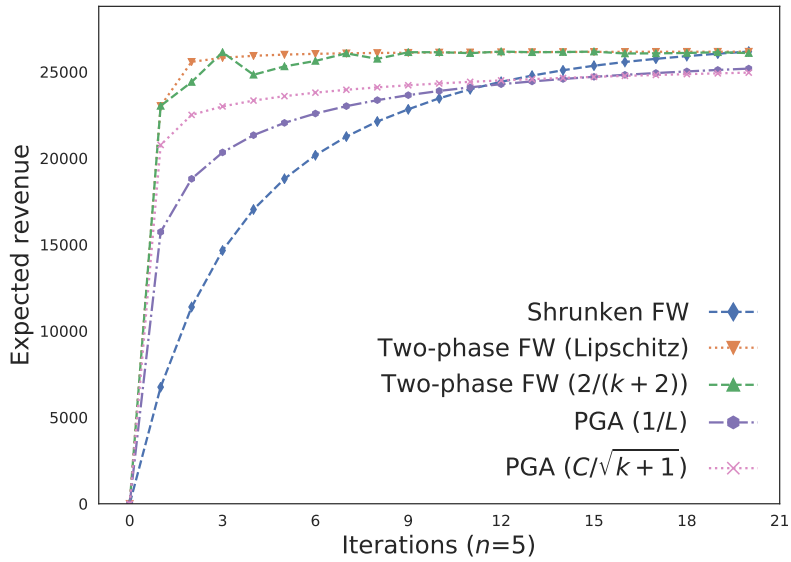 Expected revenue
25000
20000
15000
10000
5000
0
Shrunken FW
Two-phase FW (Lipschitz)
Two-phase FW (2/(k + 2))
PGA (1/L)
PGA (C/√k + 1)
0 3 6 9 12 15 18 21
Iterations (n=5)